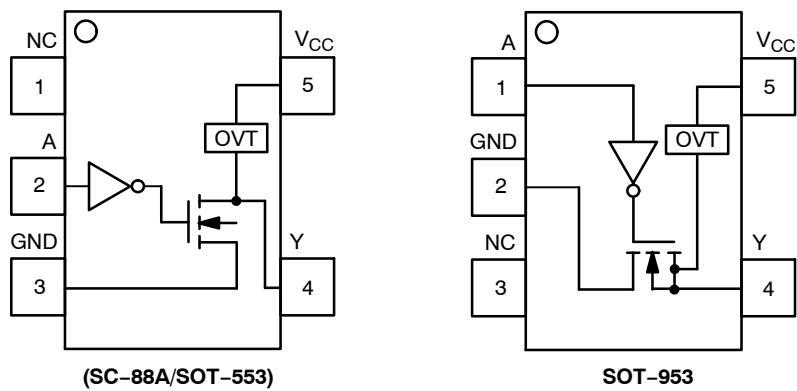 NC
1
A
2
GND
3
V_CC
5
OVT
Y
4
(SC-88A/SOT-553)
A
1
GND
2
NC
3
V_CC
5
OVT
Y
4
SOT-953